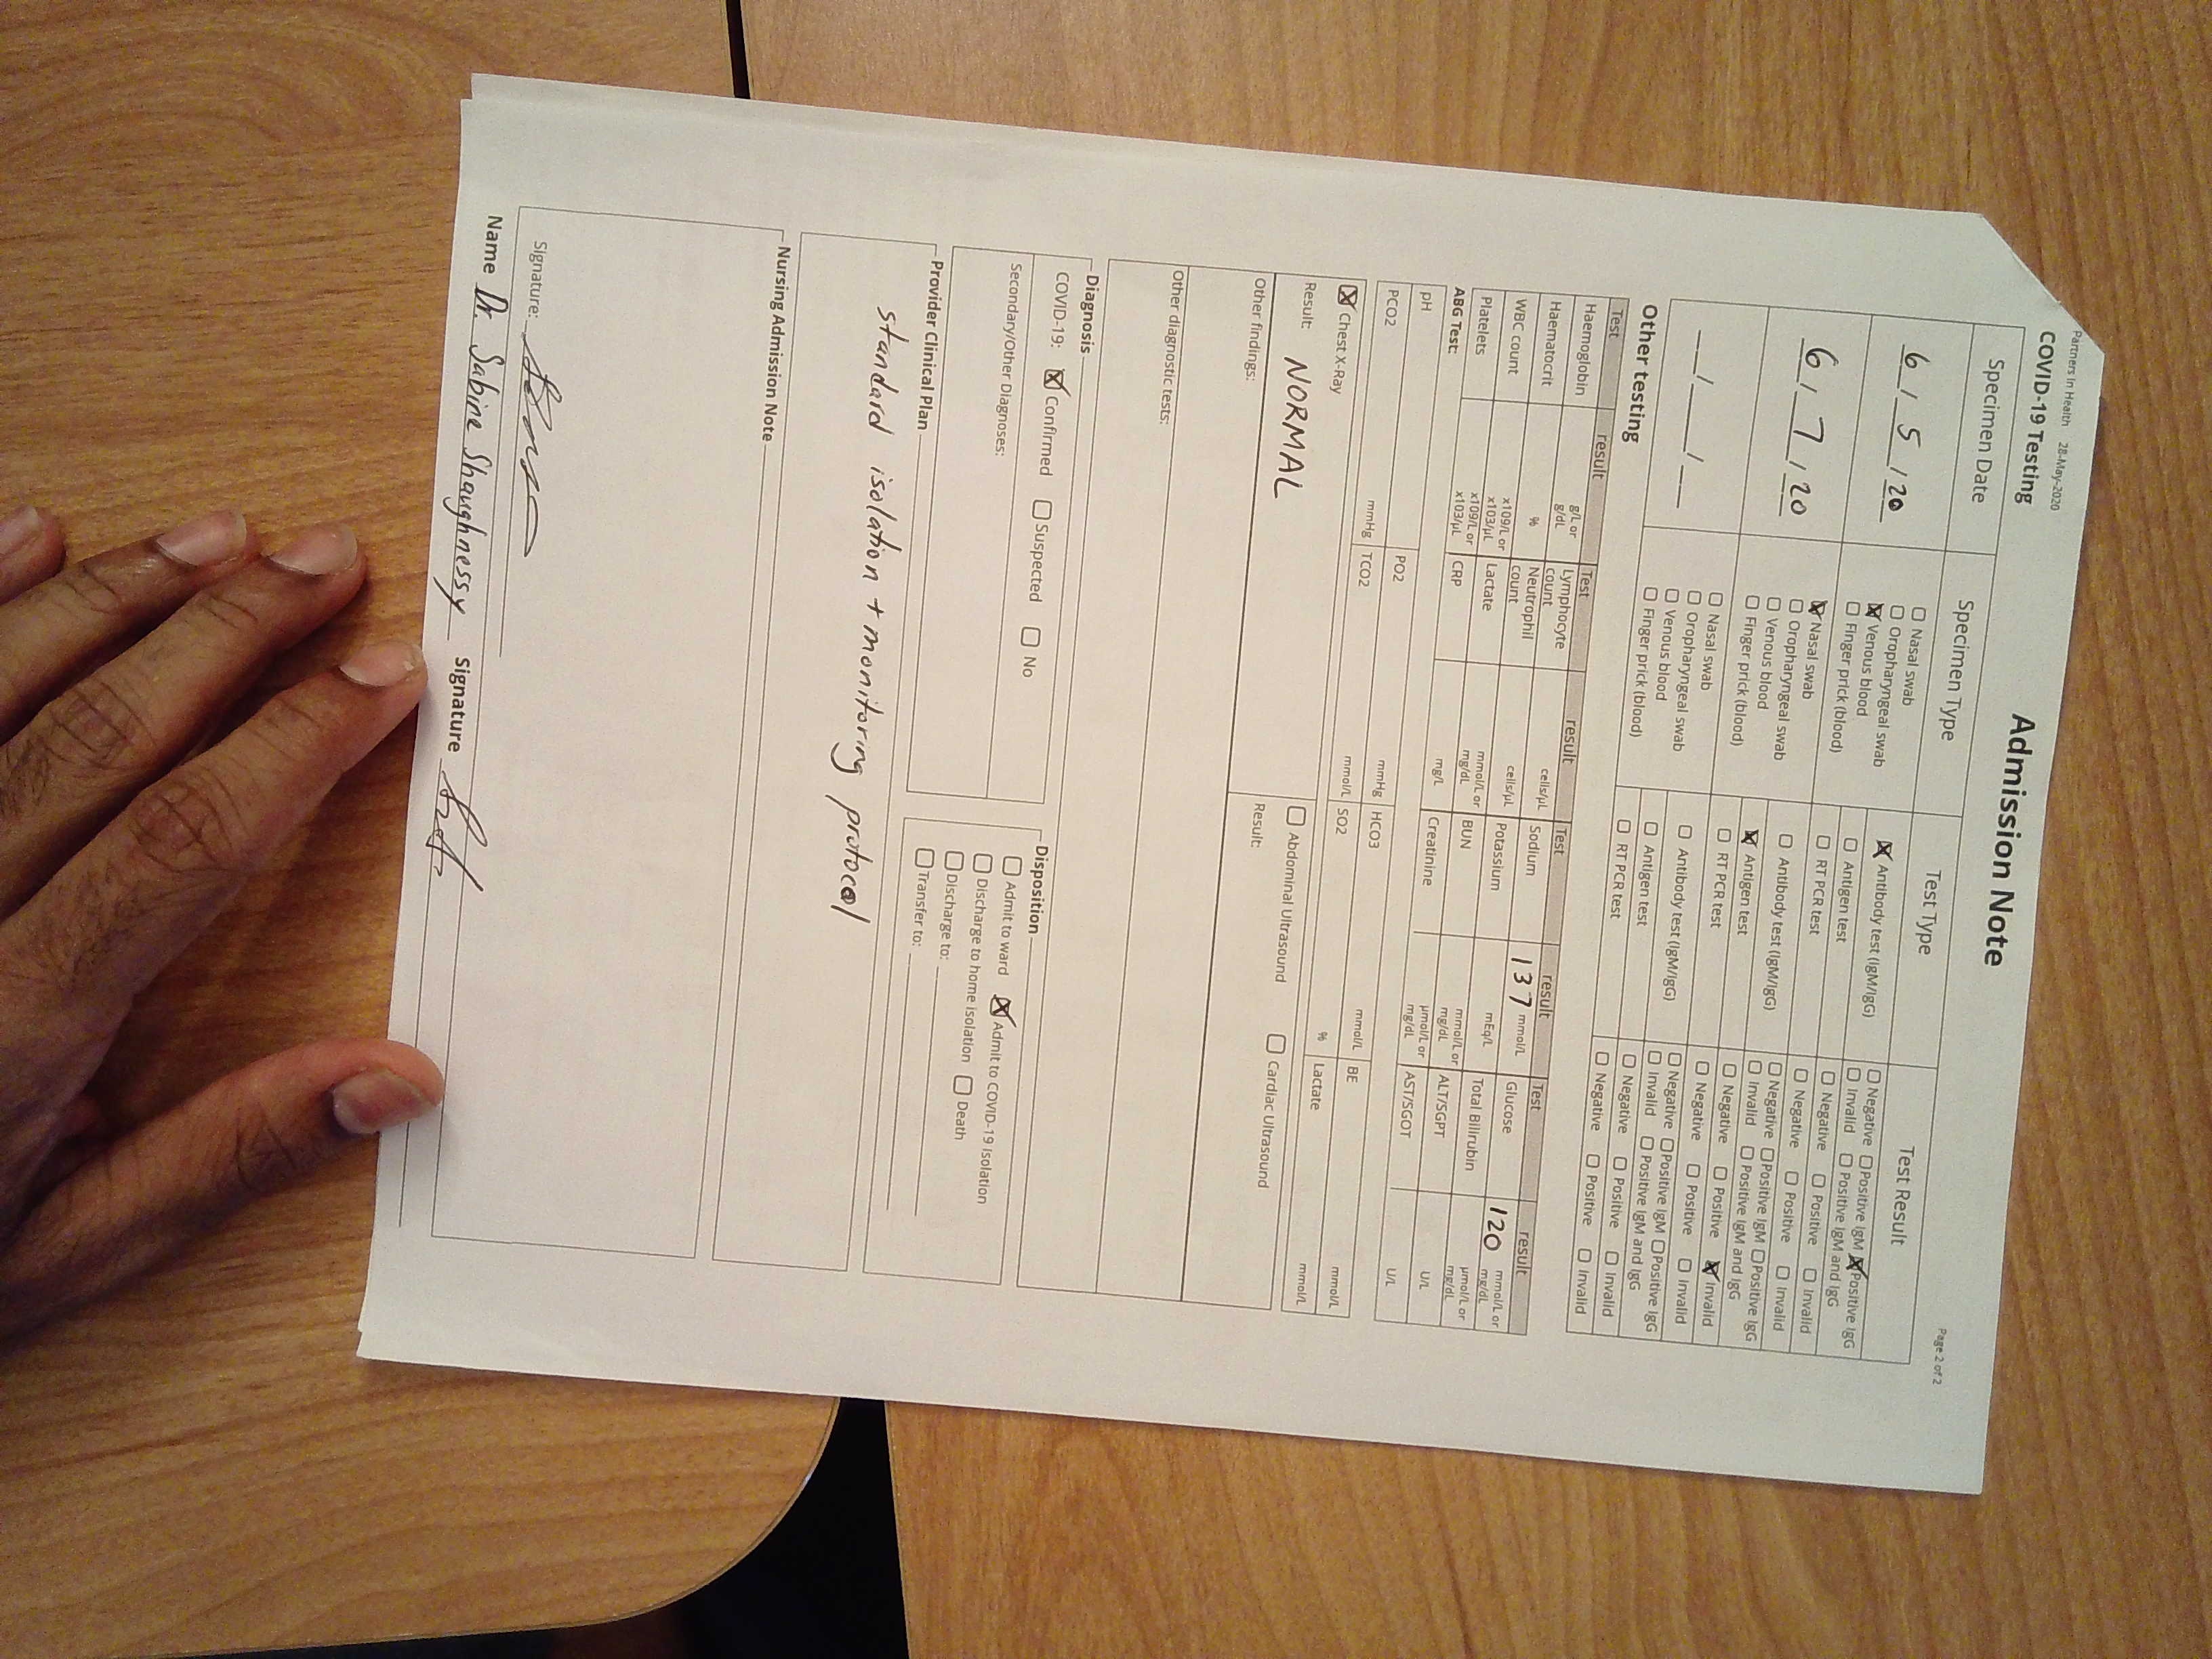 Partners In Health 28-May-2020
Page 2 of 2
Admission Note
COVID-19 Testing
Specimen Date Specimen Type Test Type Test Result
6 / 5 / 20
☐ Nasal swab
☐ Oropharyngeal swab
☒ Venous blood
☐ Finger prick (blood)
☒ Antibody test (IgM/IgG)
☐ Negative ☐ Positive IgM ☒ Positive IgG
☐ Invalid ☐ Positive IgM and IgG
☐ Antigen test ☐ Negative ☐ Positive ☐ Invalid
☐ RT PCR test ☐ Negative ☐ Positive ☐ Invalid
6 / 7 / 20
☒ Nasal swab
☐ Oropharyngeal swab
☐ Venous blood
☐ Finger prick (blood)
☐ Antibody test (IgM/IgG)
☐ Negative ☐ Positive IgM ☐ Positive IgG
☐ Invalid ☐ Positive IgM and IgG
☒ Antigen test ☐ Negative ☐ Positive ☒ Invalid
☐ RT PCR test ☐ Negative ☐ Positive ☐ Invalid
__/__/__
☐ Nasal swab
☐ Oropharyngeal swab
☐ Venous blood
☐ Finger prick (blood)
☐ Antibody test (IgM/IgG)
☐ Negative ☐ Positive IgM ☐ Positive IgG
☐ Invalid ☐ Positive IgM and IgG
☐ Antigen test ☐ Negative ☐ Positive ☐ Invalid
☐ RT PCR test ☐ Negative ☐ Positive ☐ Invalid
Other testing
Test result Test result Test result Test result
Haemoglobin g/L or g/dL Lymphocyte count cells/µL Sodium 137 mmol/L Glucose 120 mmol/L or mg/dL
Haematocrit % Neutrophil count cells/µL Potassium mEq/L Total Bilirubin µmol/L or mg/dL
WBC count x109/L or x103/µL Lactate mmol/L or mg/dL BUN mmol/L or mg/dL ALT/SGPT U/L
Platelets x109/L or x103/µL CRP mg/L Creatinine µmol/L or mg/dL AST/SGOT U/L
ABG Test:
pH PO2 mmHg HCO3 mmol/L BE mmol/L
PCO2 mmHg TCO2 mmol/L SO2 % Lactate mmol/L
☒ Chest X-Ray ☐ Abdominal Ultrasound ☐ Cardiac Ultrasound
Result: NORMAL Result:
Other findings:
Other diagnostic tests:
Diagnosis
COVID-19: ☒ Confirmed ☐ Suspected ☐ No
Secondary/Other Diagnoses:
Disposition
☐ Admit to ward ☒ Admit to COVID-19 Isolation
☐ Discharge to home isolation ☐ Death
☐ Discharge to:
☐ Transfer to:
Provider Clinical Plan
standard isolation + monitoring protocol
Nursing Admission Note
Signature:
Name Dr. Sabine Shaughnessy Signature